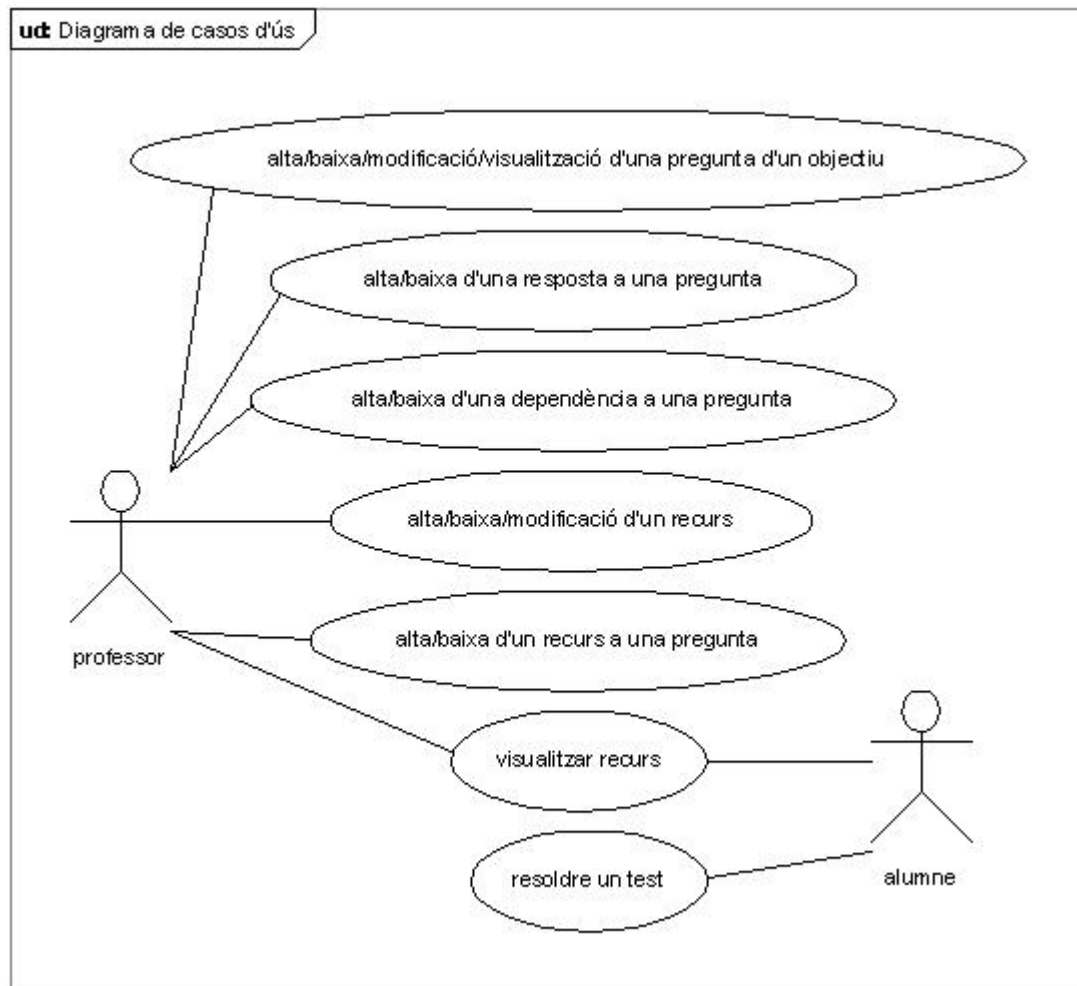 ud: Diagrama de casos d'ús
alta/baixa/modificació/visualització d'una pregunta d'un objectiu
alta/baixa d'una resposta a una pregunta
alta/baixa d'una dependència a una pregunta
alta/baixa/modificació d'un recurs
alta/baixa d'un recurs a una pregunta
professor
visualitzar recurs
resoldre un test
alumne